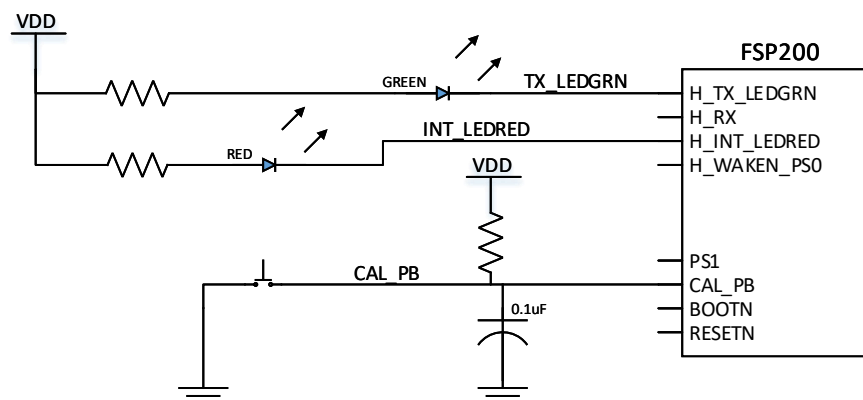 VDD
FSP200
GREEN
TX_LEDGRN
H_TX_LEDGRN
H_RX
INT_LEDRED
H_INT_LEDRED
RED
VDD
H_WAKEN_PS0
PS1
CAL_PB
CAL_PB
0.1uF
BOOTN
RESETN